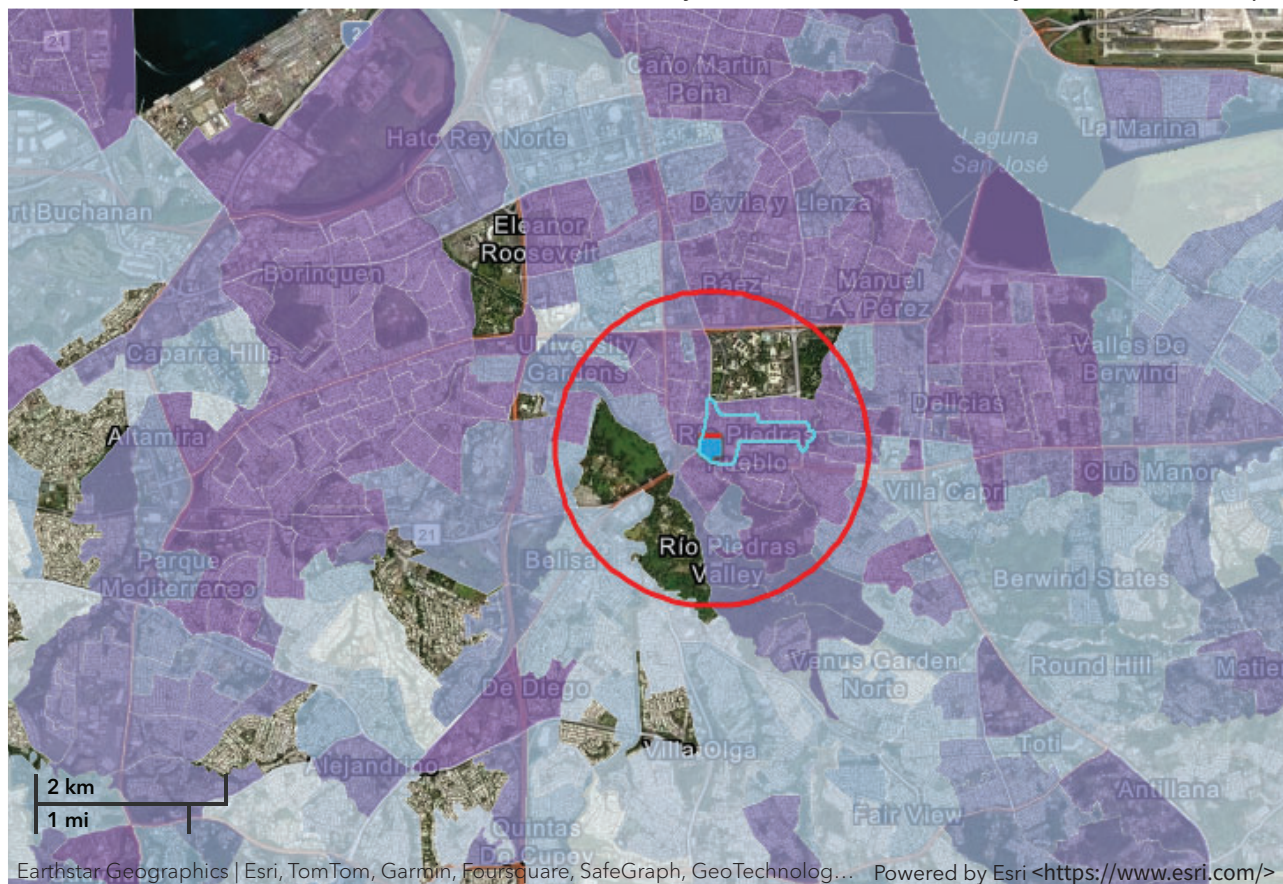 21
2
Caño Martín
Peña
Hato Rey Norte
La Marina
Laguna
San José
rt Buchanan
Dávila y Llenza
Eleanor
Roosevelt
Borinquen
Báez
Manuel
A. Pérez
University
Gardens
Caparra Hills
Valles De
Berwind
Delicias
Altamira
Río Piedras
Pueblo
Club Manor
Villa Capri
21
Río Piedras
Valley
Belisa
Parque
Mediterraneo
Berwind States
Venus Garden
Norte
Round Hill
Matie
De Diego
Toti
Villa Olga
Alejandrino
Antillana
2 km
1 mi
Fair View
Quintas
De Cupey
Earthstar Geographics | Esri, TomTom, Garmin, Foursquare, SafeGraph, GeoTechnolog... Powered by Esri <https://www.esri.com/>